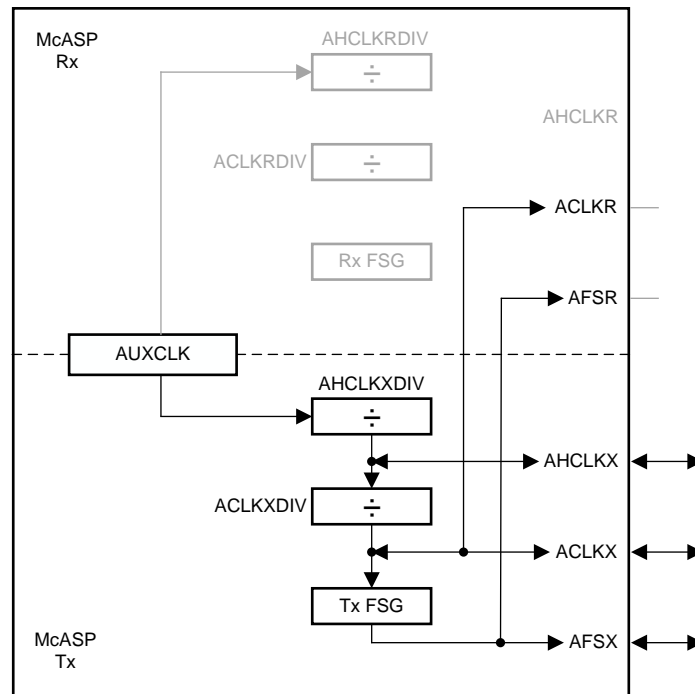 McASP
Rx
AHCLKRDIV
÷
AHCLKR
ACLKRDIV
÷
ACLKR
Rx FSG
AFSR
AUXCLK
AHCLKXDIV
÷
AHCLKX
ACLKXDIV
÷
ACLKX
Tx FSG
McASP
Tx
AFSX